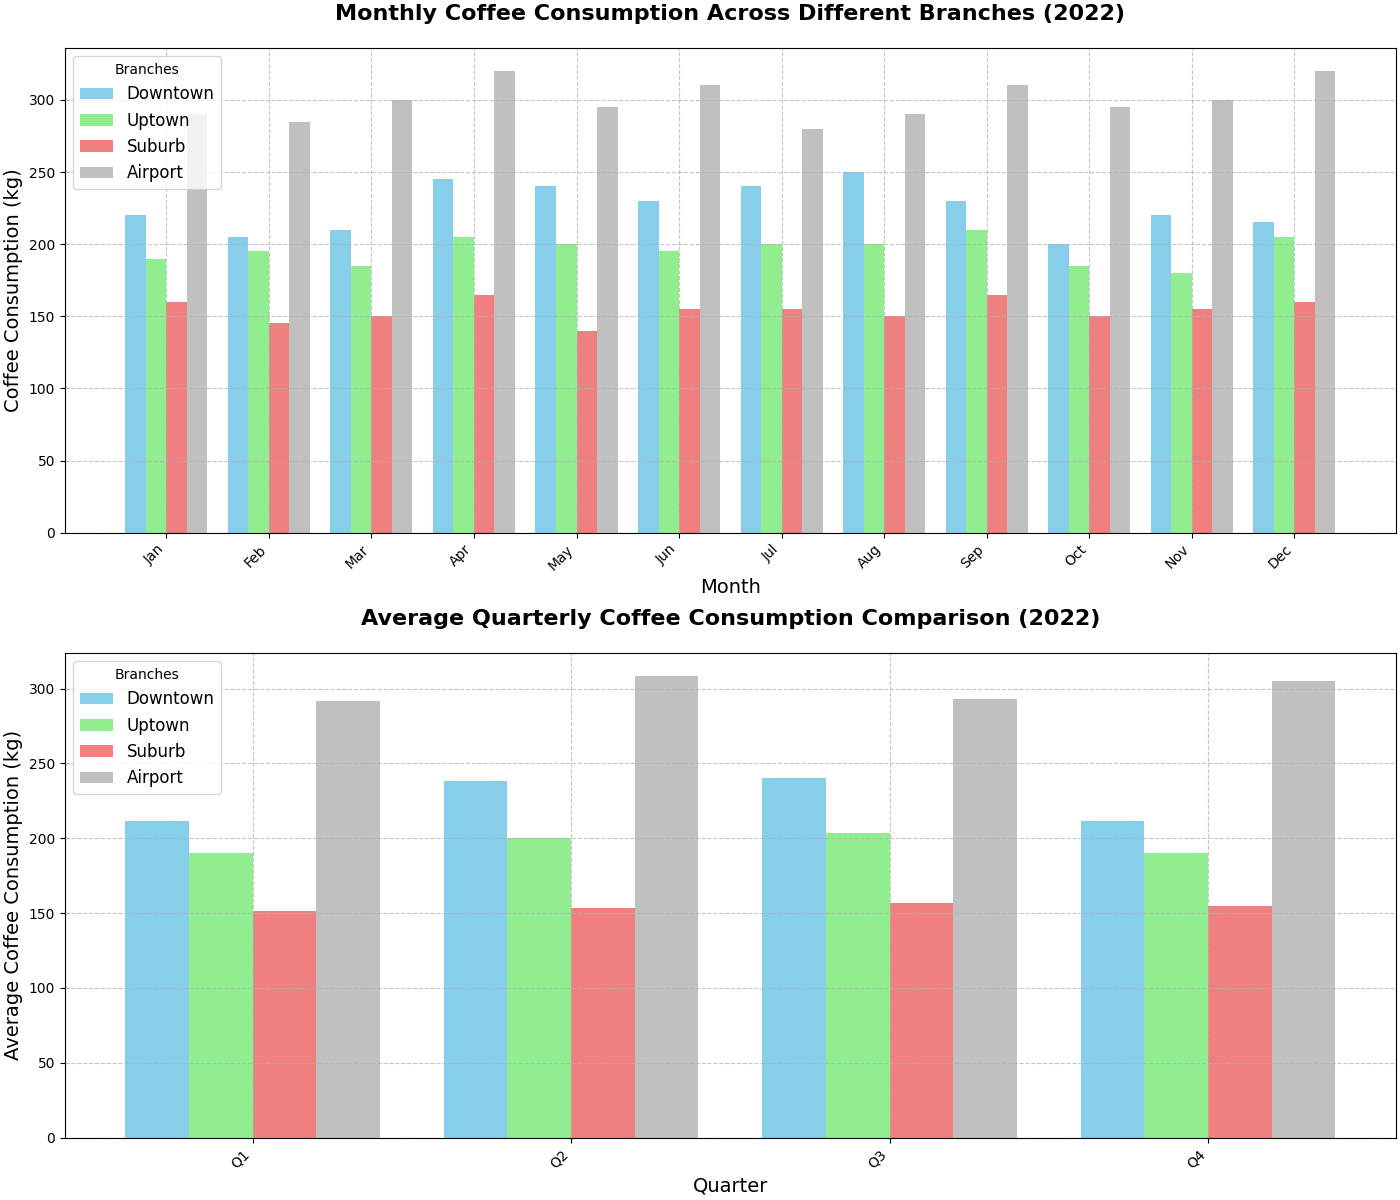 Monthly Coffee Consumption Across Different Branches (2022)
Coffee Consumption (kg)
300
250
200
150
100
50
0
Branches
Downtown
Uptown
Suburb
Airport
Jan
Feb
Mar
Apr
May
Jun
Jul
Aug
Sep
Oct
Nov
Dec
Month
Average Quarterly Coffee Consumption Comparison (2022)
Average Coffee Consumption (kg)
300
250
200
150
100
50
0
Branches
Downtown
Uptown
Suburb
Airport
Q1
Q2
Q3
Q4
Quarter